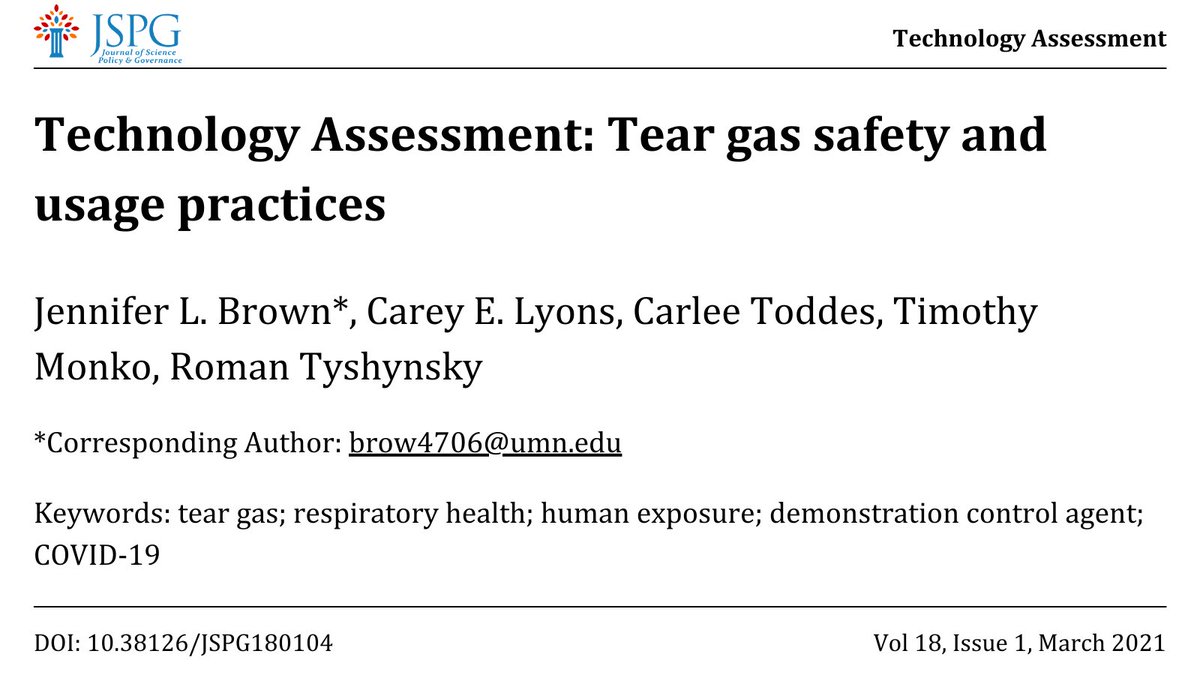 JSPG
Journal of Science
Policy & Governance
Technology Assessment
Technology Assessment: Tear gas safety and
usage practices
Jennifer L. Brown*, Carey E. Lyons, Carlee Toddes, Timothy
Monko, Roman Tyshynsky
*Corresponding Author: brow4706@umn.edu
Keywords: tear gas; respiratory health; human exposure; demonstration control agent;
COVID-19
DOI: 10.38126/JSPG180104
Vol 18, Issue 1, March 2021